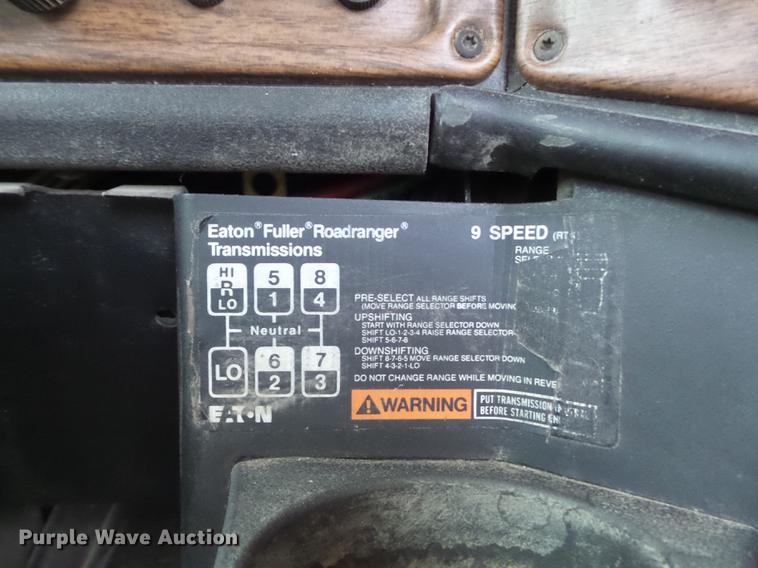 Eaton® Fuller® Roadranger®
Transmissions
9 SPEED
RANGE
HI 5 8
R 1 4
LO
Neutral
LO 6 7
2 3
EATON
PRE-SELECT ALL RANGE SHIFTS
(MOVE RANGE SELECTOR BEFORE MOVING
UPSHIFTING
START WITH RANGE SELECTOR DOWN
SHIFT LO-1-2-3-4 RAISE RANGE SELECTOR
SHIFT 5-6-7-8
DOWNSHIFTING
SHIFT 8-7-6-5 MOVE RANGE SELECTOR DOWN
SHIFT 4-3-2-1-LO
DO NOT CHANGE RANGE WHILE MOVING IN REVE
WARNING
PUT TRANSMISSION
BEFORE STARTING
Purple Wave Auction